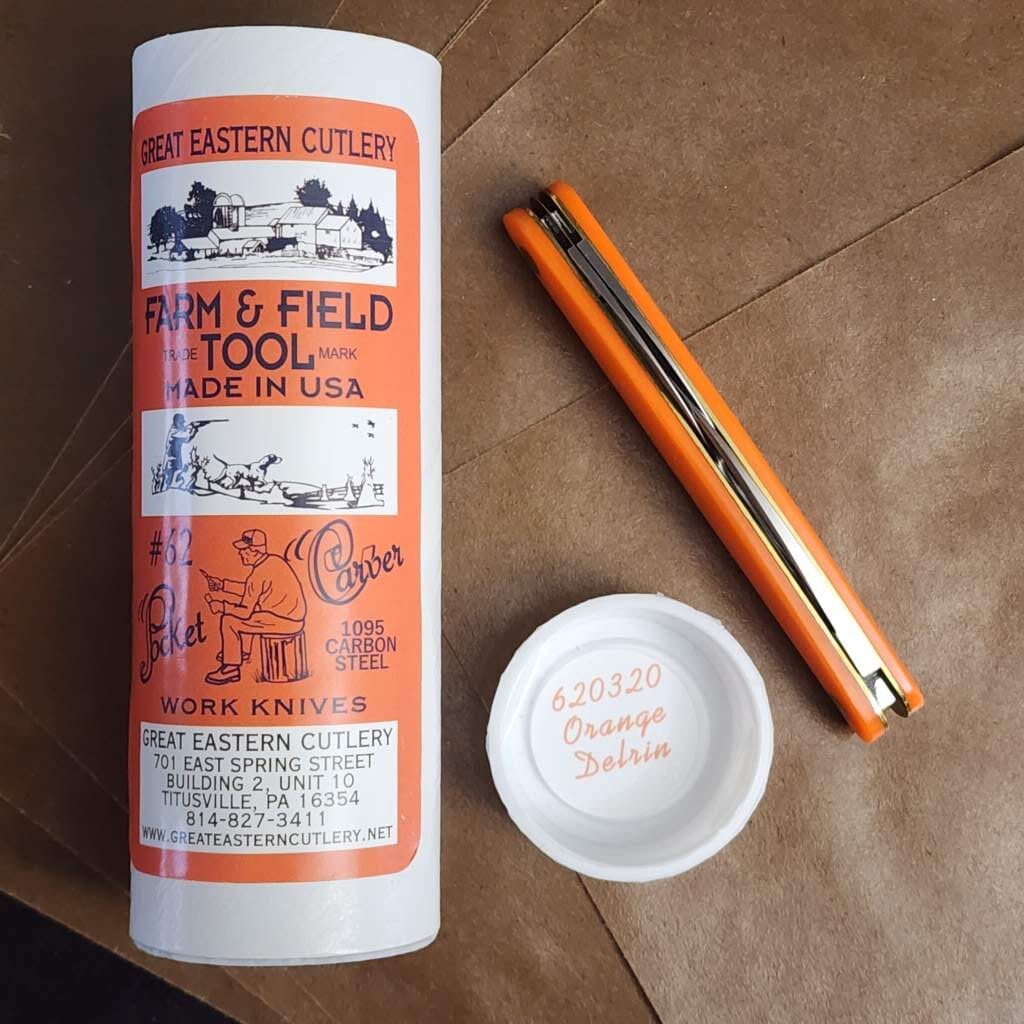 GREAT EASTERN CUTLERY
FARM & FIELD
TRADE TOOL MARK
MADE IN USA
#62
"Pocket Carver"
1095
CARBON
STEEL
WORK KNIVES
GREAT EASTERN CUTLERY
701 EAST SPRING STREET
BUILDING 2, UNIT 10
TITUSVILLE, PA 16354
814-827-3411
WWW.GREATEASTERNCUTLERY.NET
620320
Orange
Delrin